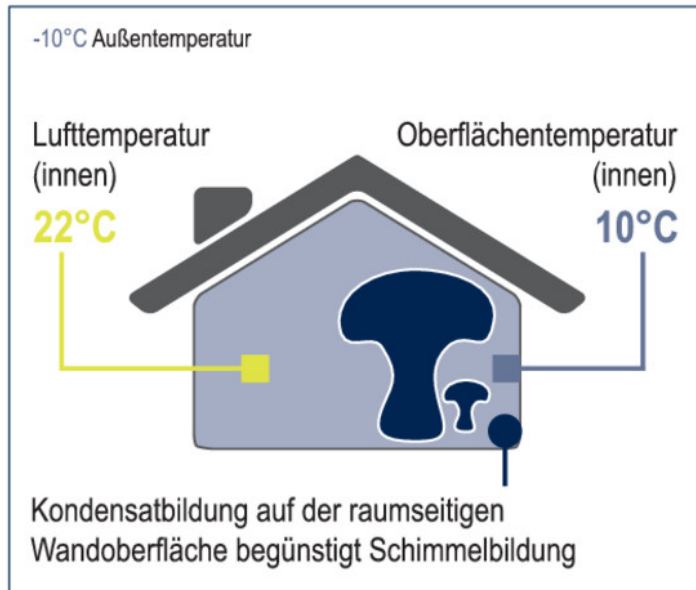 -10°C Außentemperatur
Lufttemperatur
(innen)
22°C
Oberflächentemperatur
(innen)
10°C
Kondensatbildung auf der raumseitigen
Wandoberfläche begünstigt Schimmelbildung